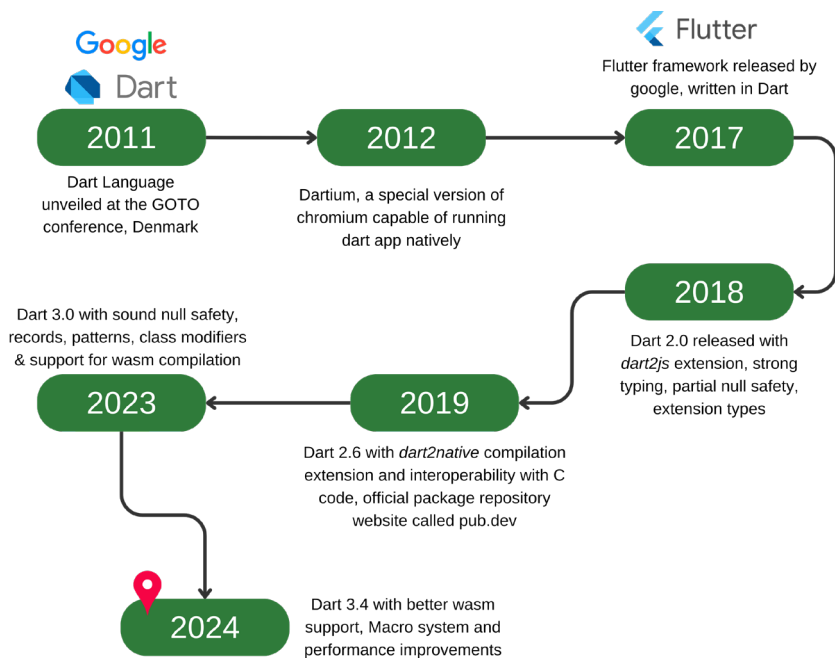 Google
Dart
2011
Dart Language
unveiled at the GOTO
conference, Denmark
2012
Dartium, a special version of
chromium capable of running
dart app natively
Flutter
Flutter framework released by
google, written in Dart
2017
2018
Dart 2.0 released with
dart2js extension, strong
typing, partial null safety,
extension types
2019
Dart 2.6 with dart2native compilation
extension and interoperability with C
code, official package repository
website called pub.dev
Dart 3.0 with sound null safety,
records, patterns, class modifiers
& support for wasm compilation
2023
2024
Dart 3.4 with better wasm
support, Macro system and
performance improvements